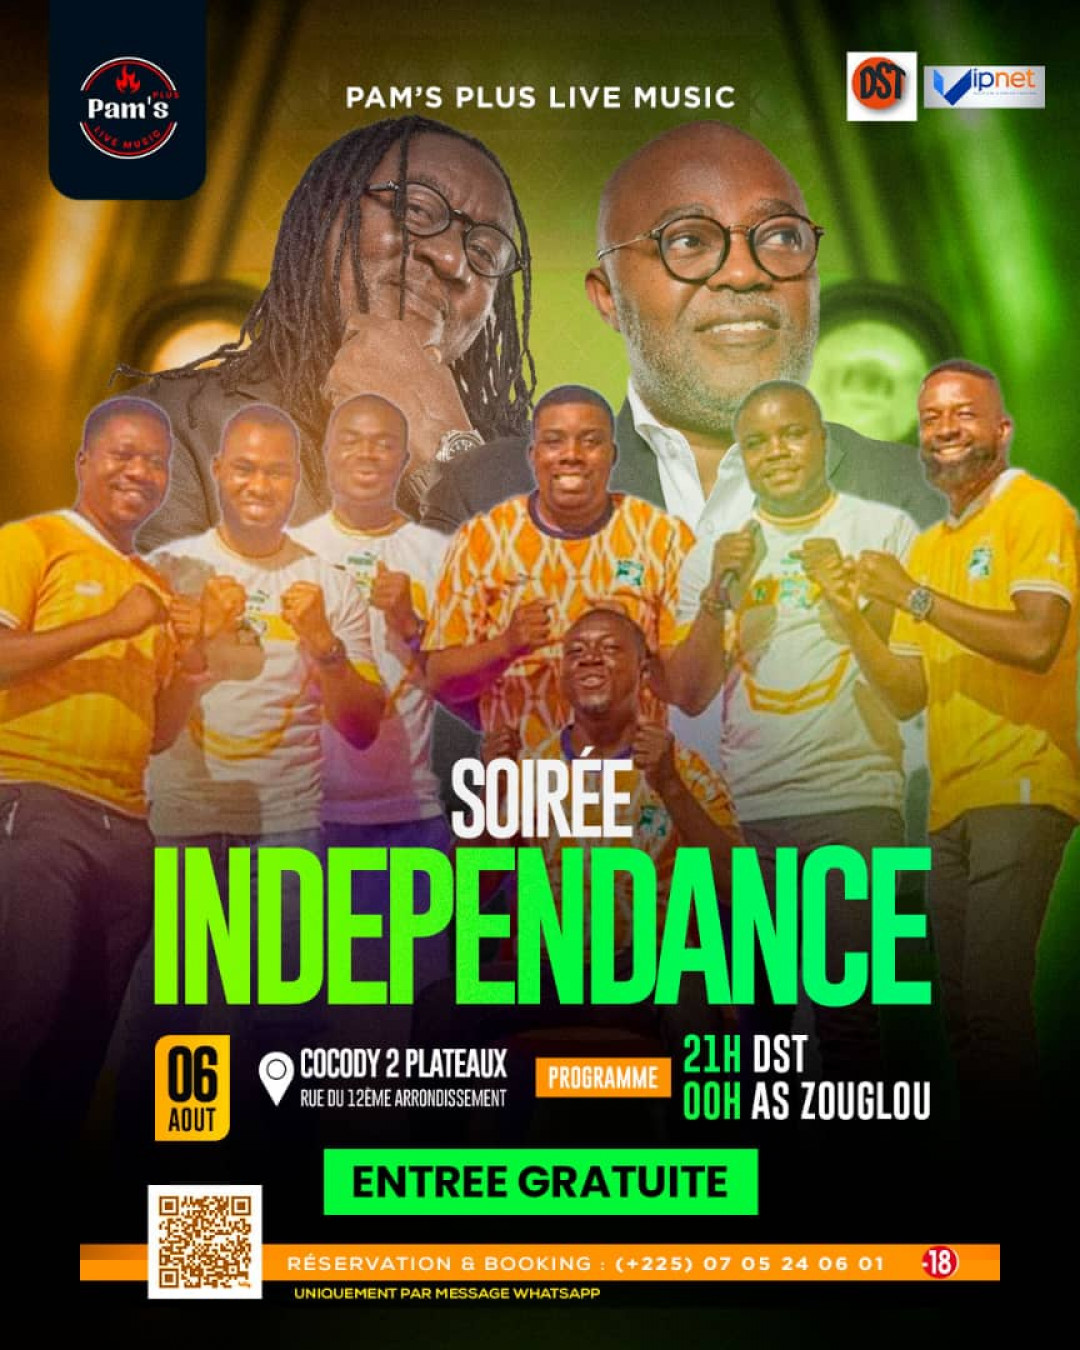 PAM'S PLUS LIVE MUSIC
PLUS
Pam's
LIVE MUSIC
DST
Vipnet
SOIRÉE
INDEPENDANCE
06
AOUT
COCODY 2 PLATEAUX
RUE DU 12ÈME ARRONDISSEMENT
PROGRAMME
21H DST
00H AS ZOUGLOU
ENTREE GRATUITE
RÉSERVATION & BOOKING : (+225) 07 05 24 06 01
-18
UNIQUEMENT PAR MESSAGE WHATSAPP